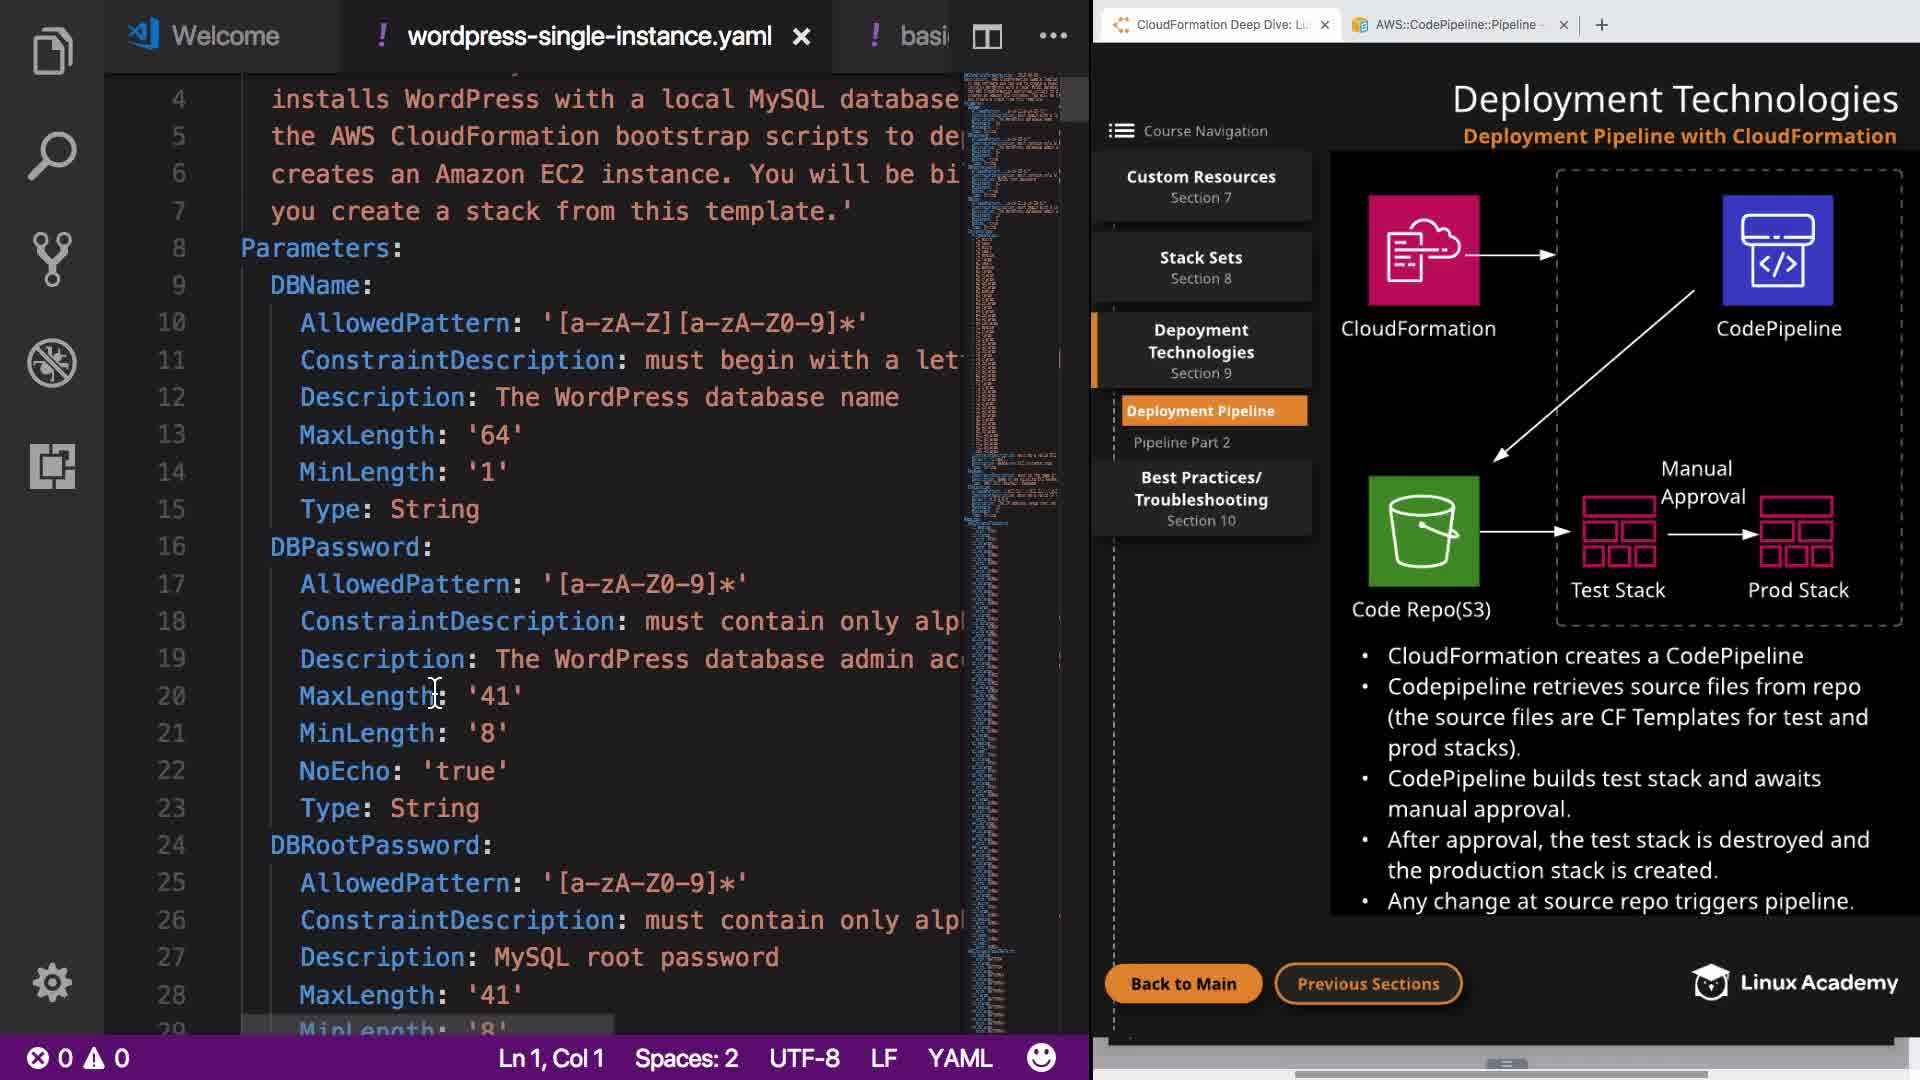 Welcome
wordpress-single-instance.yaml
basi
4 installs WordPress with a local MySQL database
5 the AWS CloudFormation bootstrap scripts to de
6 creates an Amazon EC2 instance. You will be bi
7 you create a stack from this template.'
8 Parameters:
9 DBName:
10 AllowedPattern: '[a-zA-Z][a-zA-Z0-9]*'
11 ConstraintDescription: must begin with a let
12 Description: The WordPress database name
13 MaxLength: '64'
14 MinLength: '1'
15 Type: String
16 DBPassword:
17 AllowedPattern: '[a-zA-Z0-9]*'
18 ConstraintDescription: must contain only alp
19 Description: The WordPress database admin ac
20 MaxLength: '41'
21 MinLength: '8'
22 NoEcho: 'true'
23 Type: String
24 DBRootPassword:
25 AllowedPattern: '[a-zA-Z0-9]*'
26 ConstraintDescription: must contain only alp
27 Description: MySQL root password
28 MaxLength: '41'
29 MinLength: '8'
0 0
Ln 1, Col 1
Spaces: 2
UTF-8
LF
YAML
CloudFormation Deep Dive: Li
AWS::CodePipeline::Pipeline -
Deployment Technologies
Deployment Pipeline with CloudFormation
Course Navigation
Custom Resources
Section 7
Stack Sets
Section 8
Depoyment
Technologies
Section 9
Deployment Pipeline
Pipeline Part 2
Best Practices/
Troubleshooting
Section 10
CloudFormation
CodePipeline
Manual
Approval
Test Stack
Prod Stack
Code Repo(S3)
• CloudFormation creates a CodePipeline
• Codepipeline retrieves source files from repo
(the source files are CF Templates for test and
prod stacks).
• CodePipeline builds test stack and awaits
manual approval.
• After approval, the test stack is destroyed and
the production stack is created.
• Any change at source repo triggers pipeline.
Back to Main
Previous Sections
Linux Academy